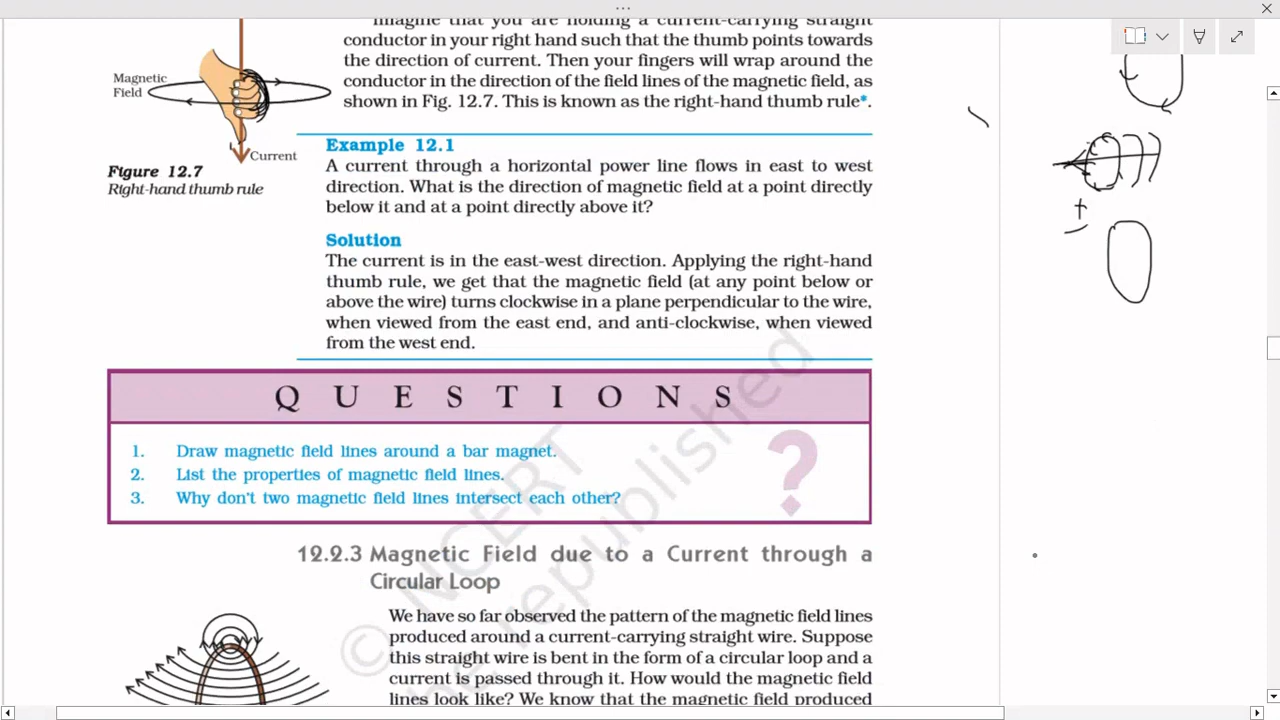 imagine that you are holding a current-carrying straight
conductor in your right hand such that the thumb points towards
the direction of current. Then your fingers will wrap around the
conductor in the direction of the field lines of the magnetic field, as
shown in Fig. 12.7. This is known as the right-hand thumb rule*.
Magnetic
Field
Current
Figure 12.7
Right-hand thumb rule
Example 12.1
A current through a horizontal power line flows in east to west
direction. What is the direction of magnetic field at a point directly
below it and at a point directly above it?
Solution
The current is in the east-west direction. Applying the right-hand
thumb rule, we get that the magnetic field (at any point below or
above the wire) turns clockwise in a plane perpendicular to the wire,
when viewed from the east end, and anti-clockwise, when viewed
from the west end.
QUESTIONS
?
1. Draw magnetic field lines around a bar magnet.
2. List the properties of magnetic field lines.
3. Why don't two magnetic field lines intersect each other?
12.2.3 Magnetic Field due to a Current through a
Circular Loop
We have so far observed the pattern of the magnetic field lines
produced around a current-carrying straight wire. Suppose
this straight wire is bent in the form of a circular loop and a
current is passed through it. How would the magnetic field
lines look like? We know that the magnetic field produced
© NCERT
be republished